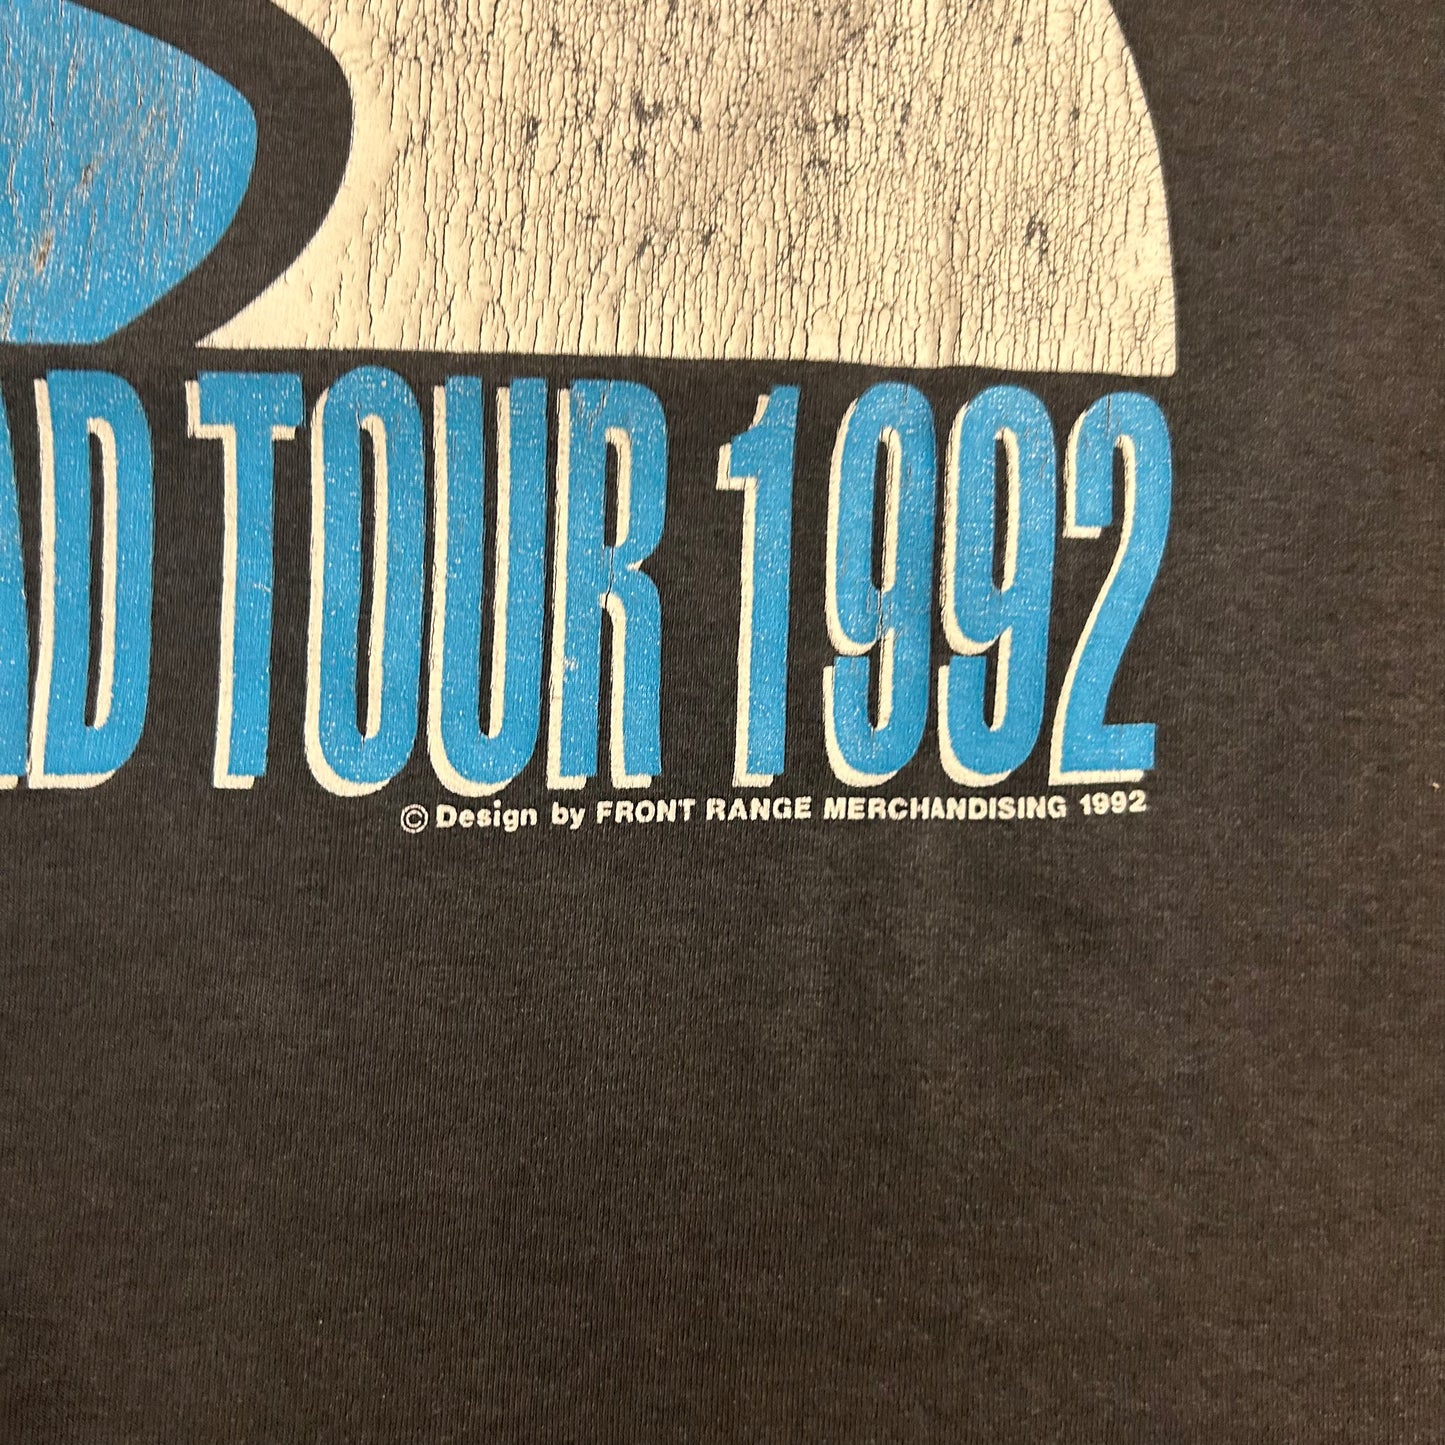 TOUR 1992
© Design by FRONT RANGE MERCHANDISING 1992